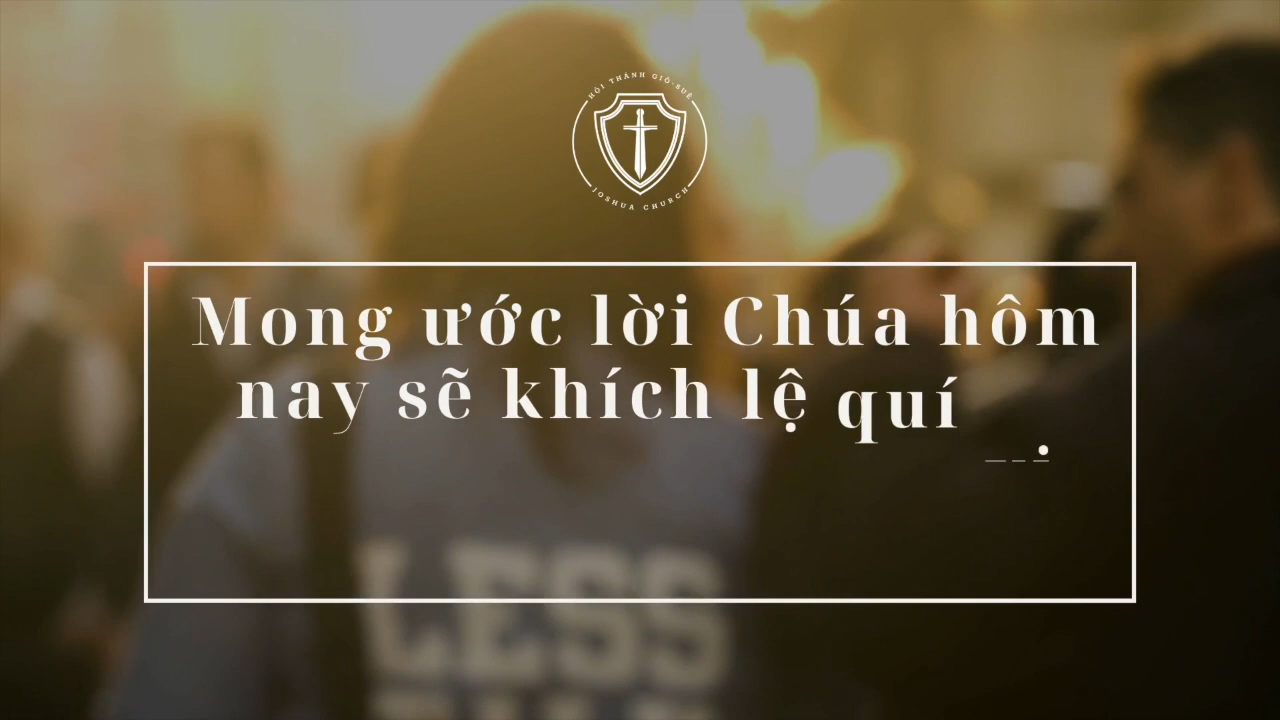 HỘI THÁNH GIÔ-SUÊ
JOSHUA CHURCH
Mong ước lời Chúa hôm
nay sẽ khích lệ quí
LESS